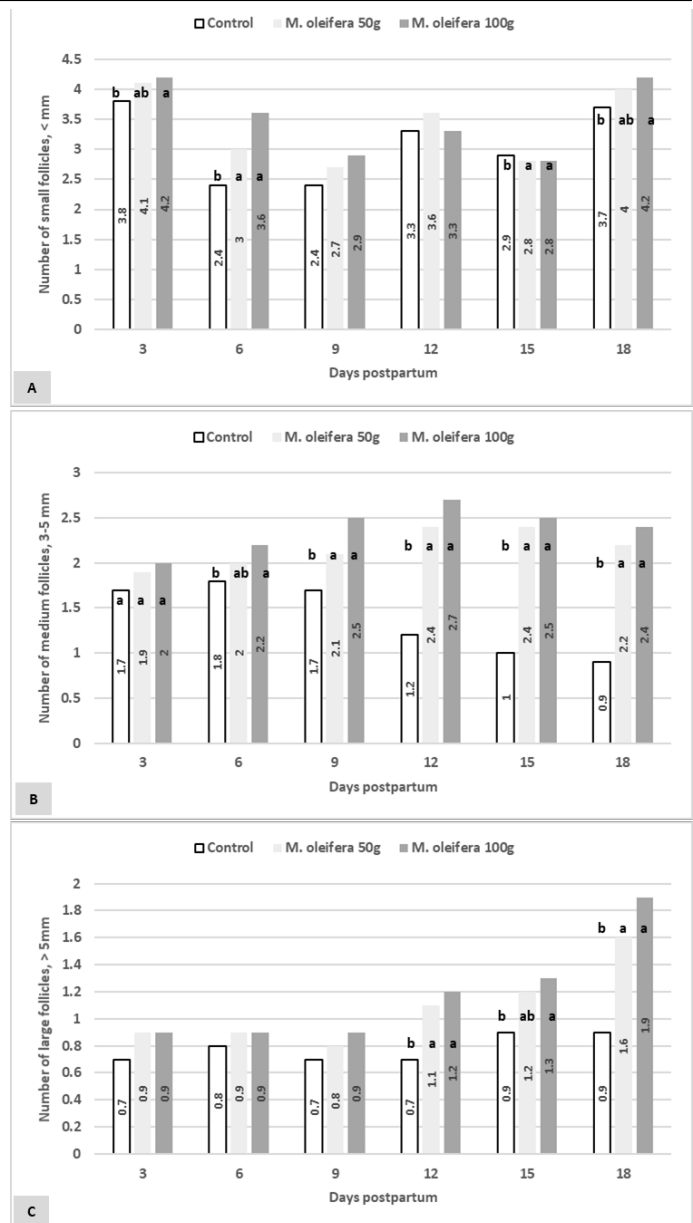 Control M. oleifera 50g M. oleifera 100g
Number of small follicles, < mm
4.5
4
3.5
3
2.5
2
1.5
1
0.5
0
b ab a
b a a
b a a
b ab a
3.8 4.1 4.2
2.4 3 3.6
2.4 2.7 2.9
3.3 3.6 3.3
2.9 2.8 2.8
3.7 4 4.2
3 6 9 12 15 18
Days postpartum
A
Control M. oleifera 50g M. oleifera 100g
Number of medium follicles, 3-5 mm
3
2.5
2
1.5
1
0.5
0
a a a
b ab a
b a a
b a a
b a a
b a a
1.7 1.9 2
1.8 2 2.2
1.7 2.1 2.5
1.2 2.4 2.7
1 2.4 2.5
0.9 2.2 2.4
3 6 9 12 15 18
Days postpartum
B
Control M. oleifera 50g M. oleifera 100g
Number of large follicles, > 5mm
2
1.8
1.6
1.4
1.2
1
0.8
0.6
0.4
0.2
0
b a a
b ab a
b a a
0.7 0.9 0.9
0.8 0.9 0.9
0.7 0.8 0.9
0.7 1.1 1.2
0.9 1.2 1.3
0.9 1.6 1.9
3 6 9 12 15 18
Days postpartum
C